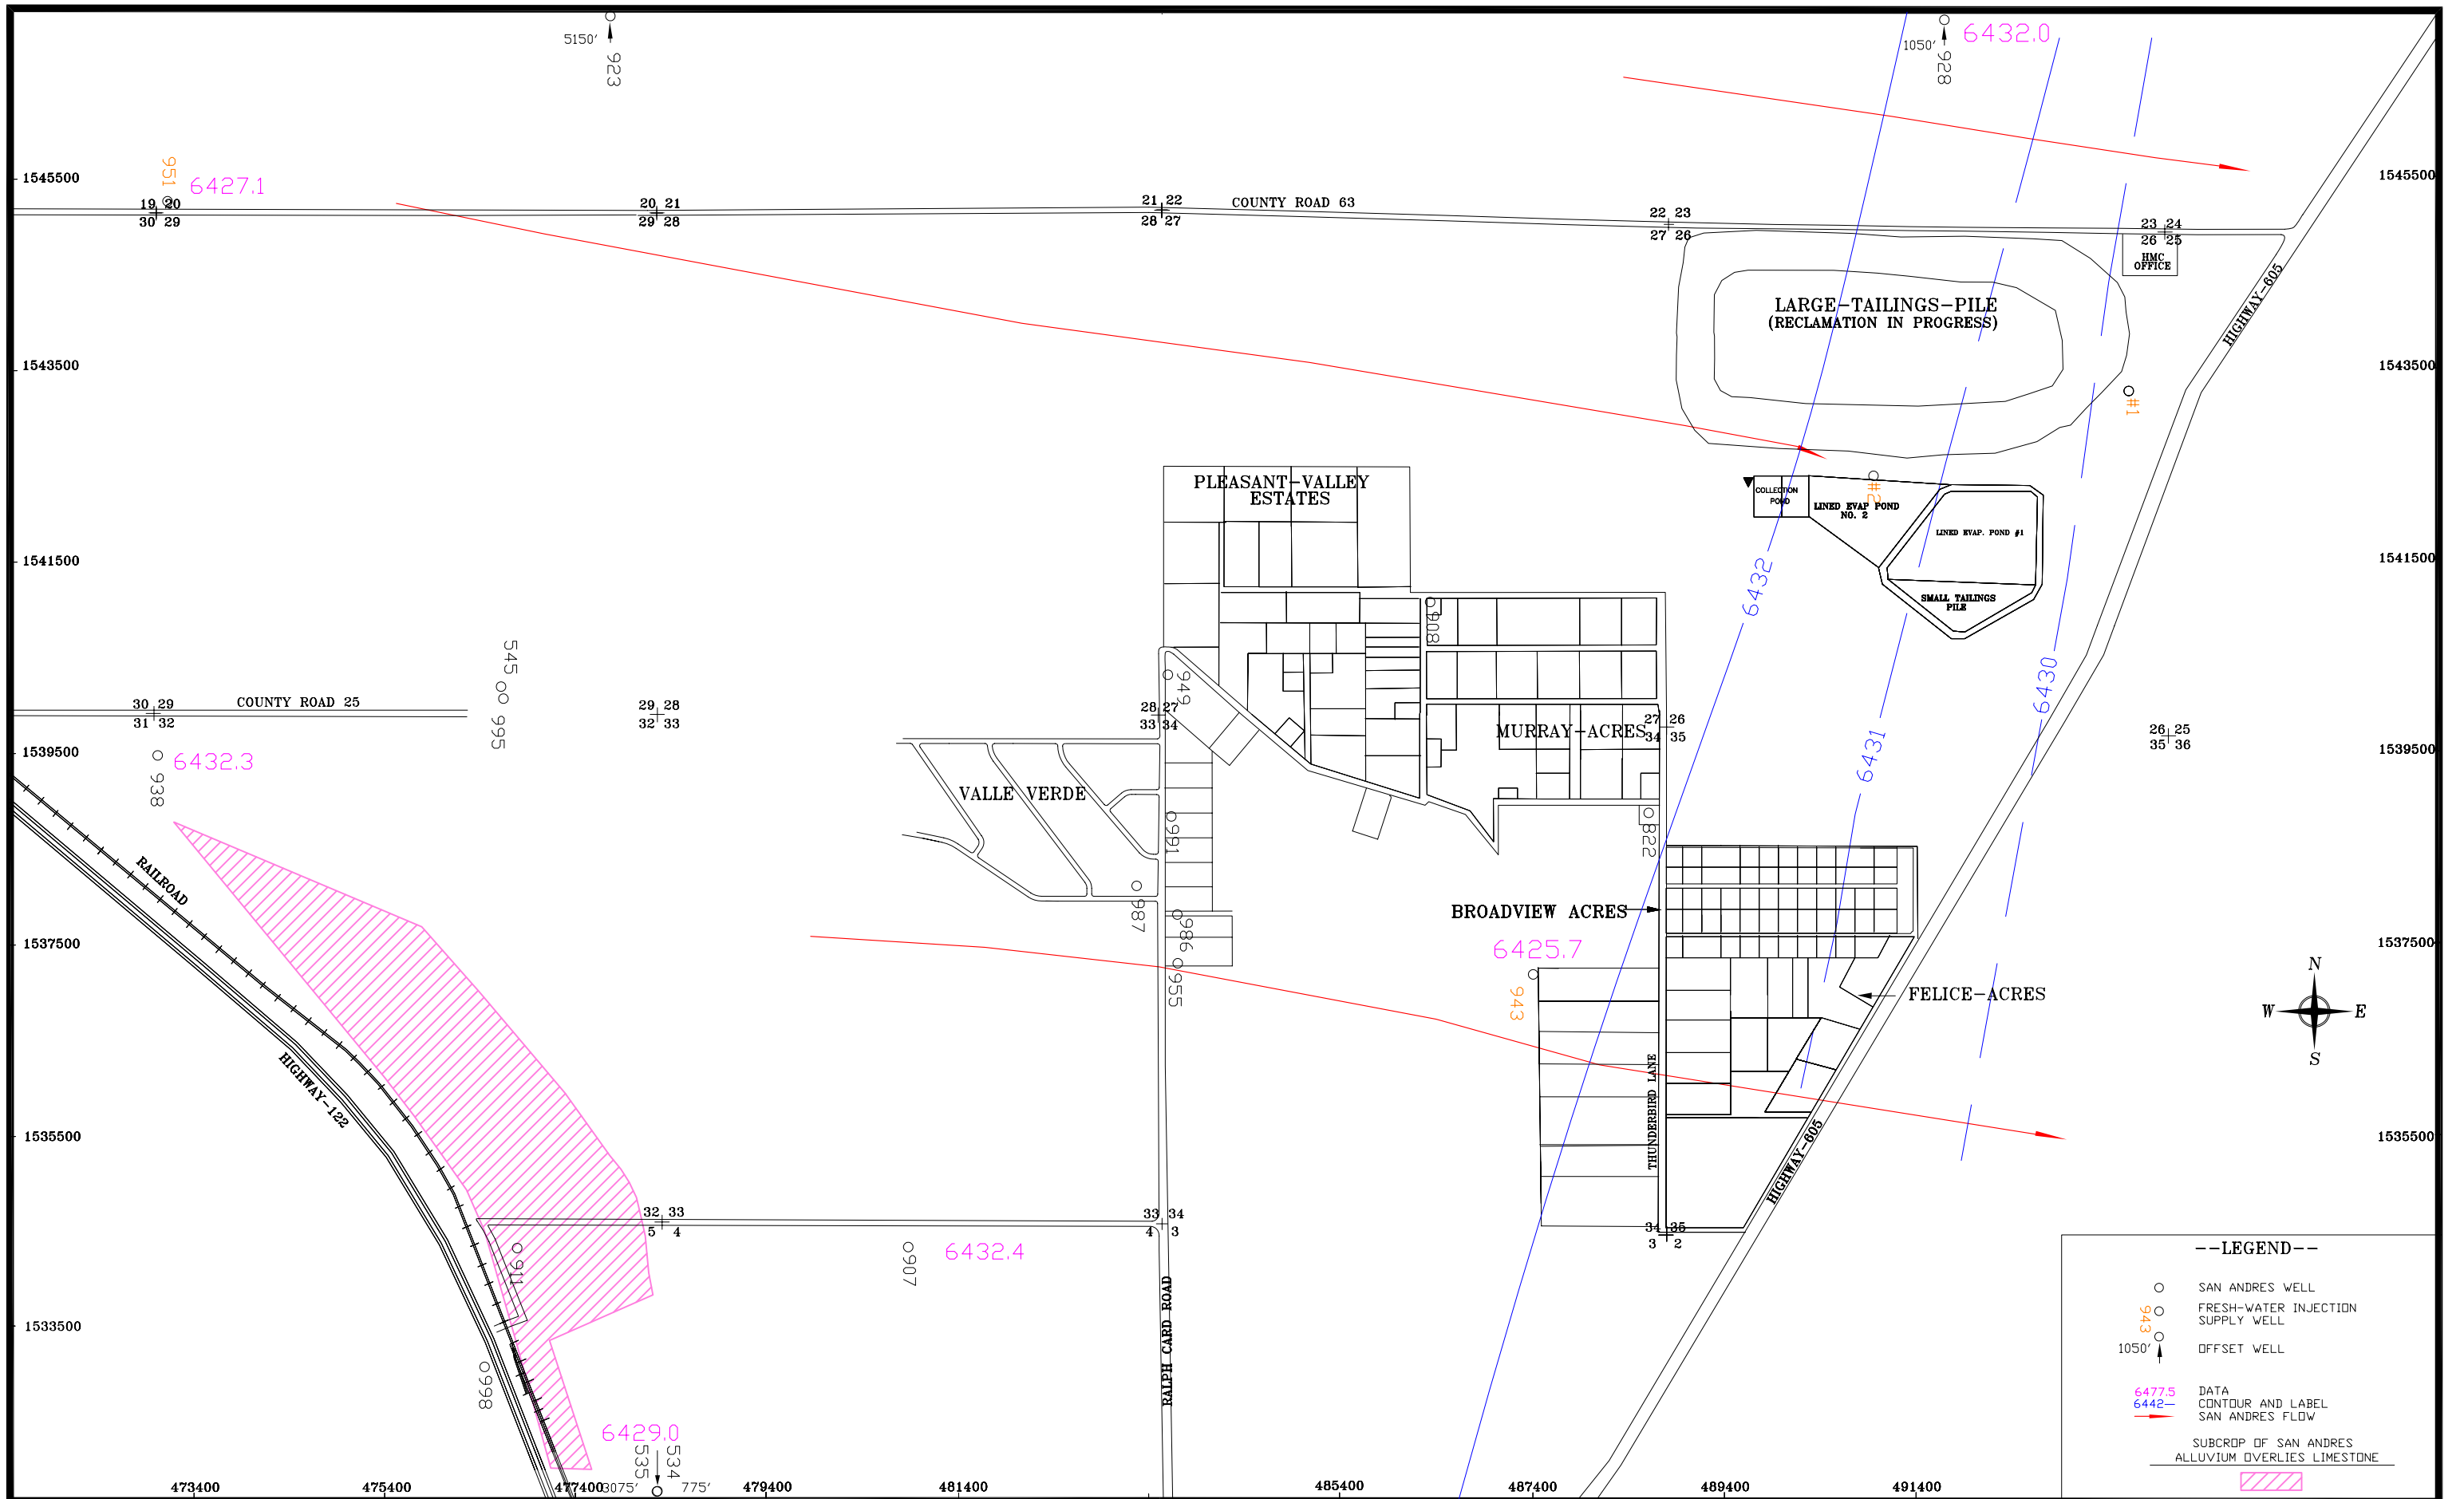 5150'
923
1050'
928
6432.0
951
6427.1
1545500
1545500
19 20
30 29
20 21
29 28
21 22
28 27
COUNTY ROAD 63
22 23
27 26
23 24
26 25
HMC
OFFICE
HIGHWAY-605
LARGE-TAILINGS-PILE
(RECLAMATION IN PROGRESS)
1543500
1543500
#1
PLEASANT-VALLEY
ESTATES
#2
COLLECTION
POND
LINED EVAP POND
NO. 2
LINED EVAP. POND #1
SMALL TAILINGS
PILE
1541500
1541500
6432
908
545
995
949
6431
6430
30 29
31 32
COUNTY ROAD 25
29 28
32 33
28 27
33 34
MURRAY-ACRES
27 26
34 35
26 25
35 36
1539500
1539500
6432.3
938
VALLE VERDE
991
822
RAILROAD
987
986
955
BROADVIEW ACRES
6425.7
943
1537500
1537500
FELICE-ACRES
N
W E
S
HIGHWAY-122
THUNDERBIRD LANE
HIGHWAY-605
1535500
1535500
32 33
5 4
33 34
4 3
34 35
3 2
911
907
6432.4
RALPH CARD ROAD
1533500
998
6429.0
535
534
3075'
775'
473400
475400
477400
479400
481400
485400
487400
489400
491400
--LEGEND--
SAN ANDRES WELL
943
FRESH-WATER INJECTION
SUPPLY WELL
1050'
OFFSET WELL
6477.5 DATA
6442- CONTOUR AND LABEL
SAN ANDRES FLOW
SUBCROP OF SAN ANDRES
ALLUVIUM OVERLIES LIMESTONE